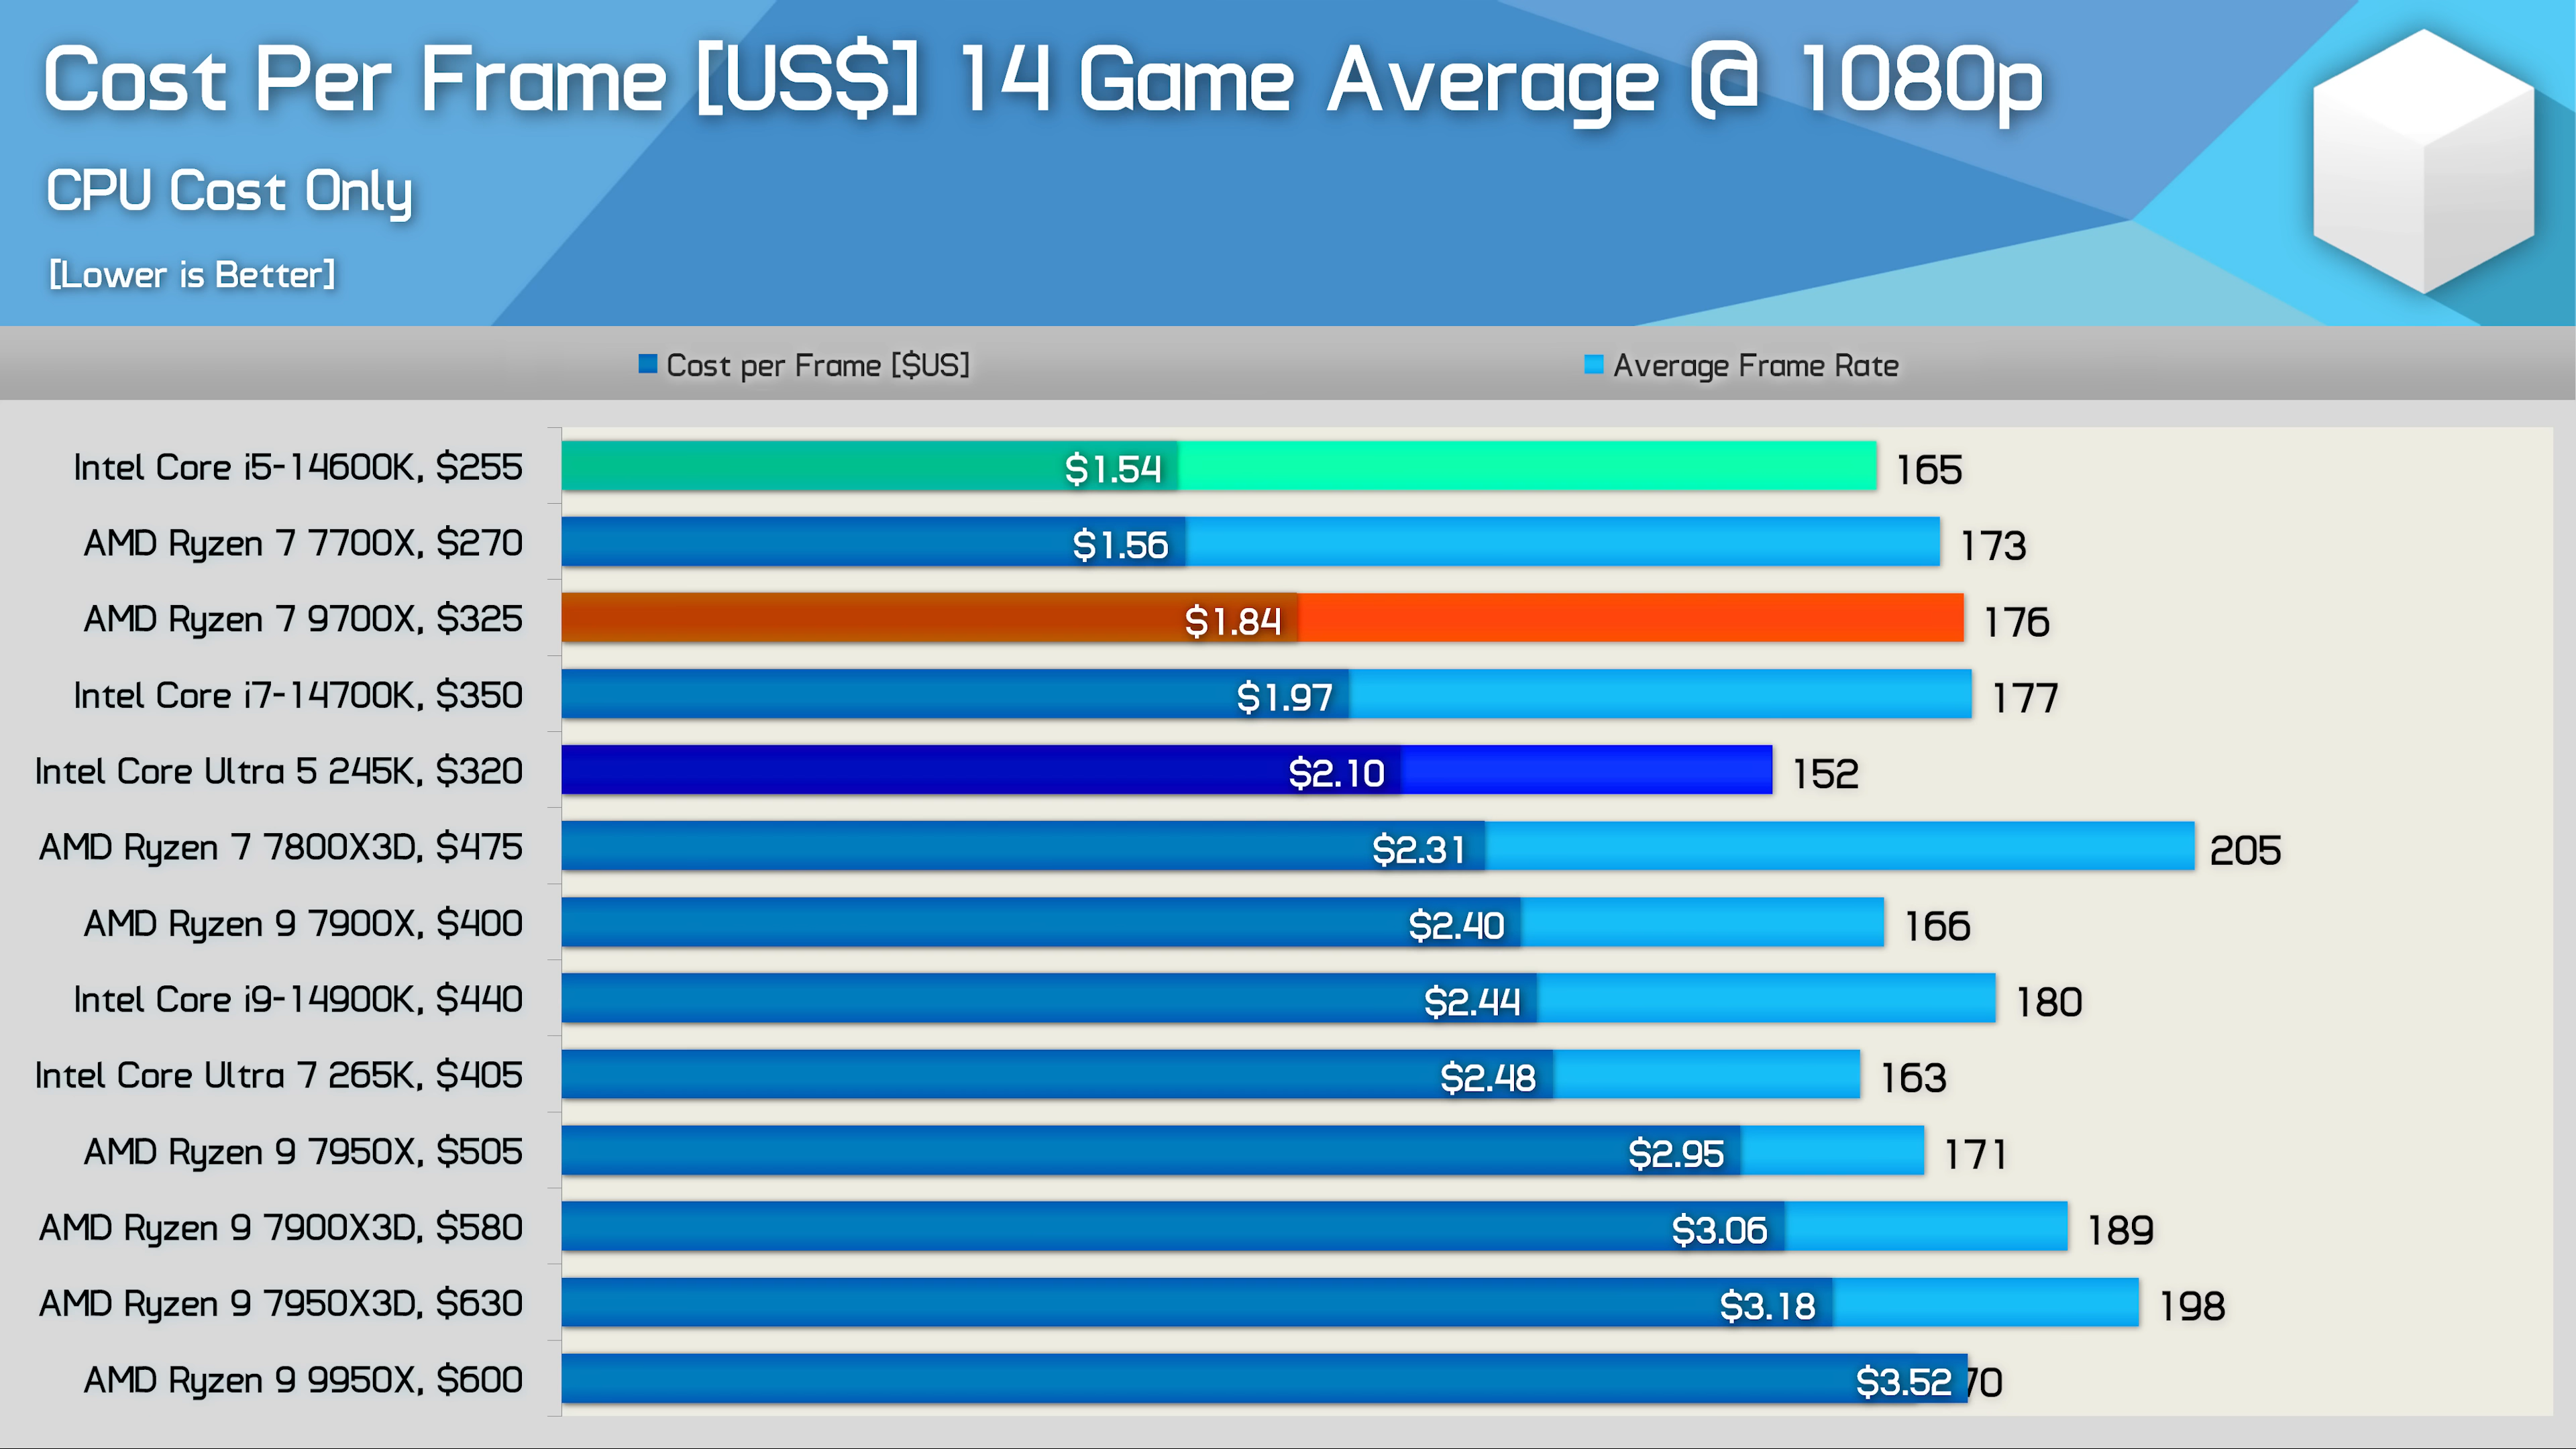 Cost Per Frame [US$] 14 Game Average @ 1080p
CPU Cost Only
[Lower is Better]
Cost per Frame [$US] Average Frame Rate
Intel Core i5-14600K, $255 $1.54 165
AMD Ryzen 7 7700X, $270 $1.56 173
AMD Ryzen 7 9700X, $325 $1.84 176
Intel Core i7-14700K, $350 $1.97 177
Intel Core Ultra 5 245K, $320 $2.10 152
AMD Ryzen 7 7800X3D, $475 $2.31 205
AMD Ryzen 9 7900X, $400 $2.40 166
Intel Core i9-14900K, $440 $2.44 180
Intel Core Ultra 7 265K, $405 $2.48 163
AMD Ryzen 9 7950X, $505 $2.95 171
AMD Ryzen 9 7900X3D, $580 $3.06 189
AMD Ryzen 9 7950X3D, $630 $3.18 198
AMD Ryzen 9 9950X, $600 $3.52